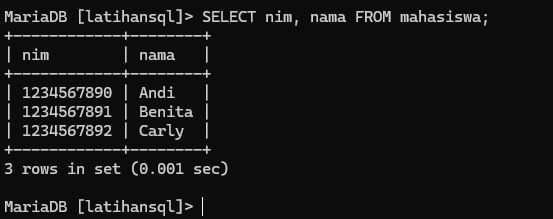 MariaDB [latihansql]> SELECT nim, nama FROM mahasiswa;
+------------+--------+
| nim        | nama   |
+------------+--------+
| 1234567890 | Andi   |
| 1234567891 | Benita |
| 1234567892 | Carly  |
+------------+--------+
3 rows in set (0.001 sec)
MariaDB [latihansql]>